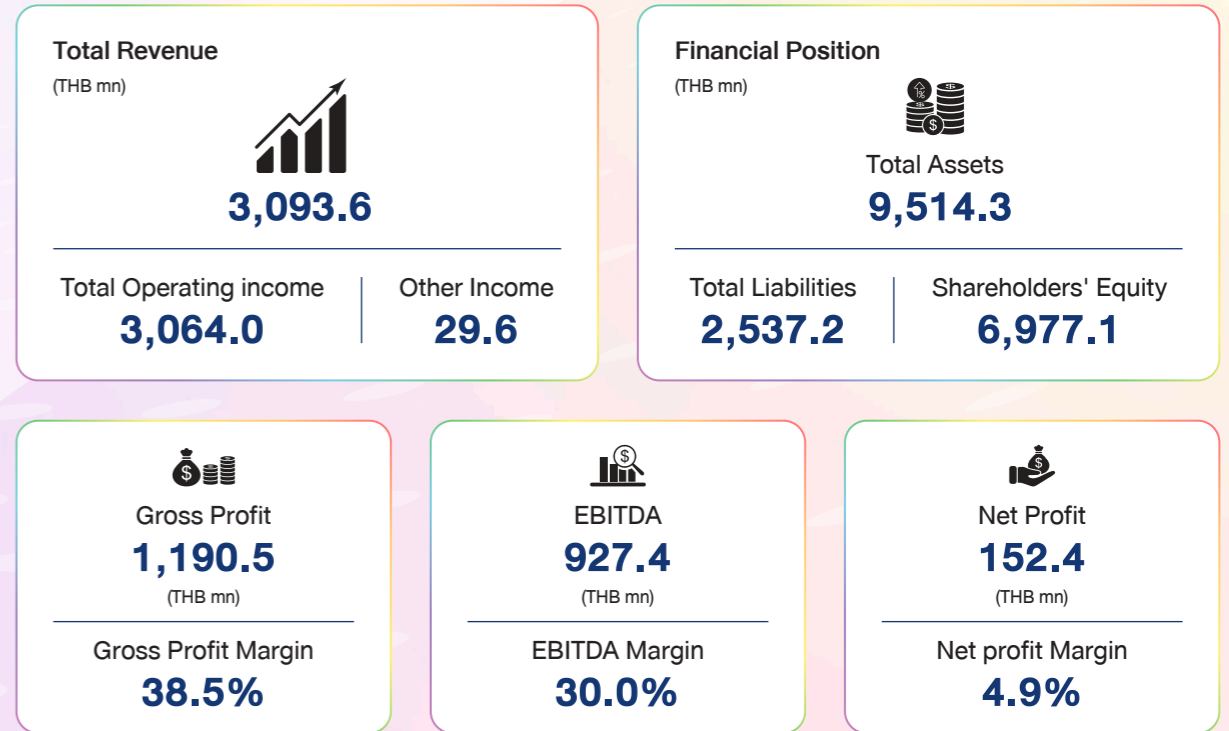 Total Revenue
(THB mn)
3,093.6
Total Operating income
3,064.0
Other Income
29.6
Financial Position
(THB mn)
Total Assets
9,514.3
Total Liabilities
2,537.2
Shareholders' Equity
6,977.1
Gross Profit
1,190.5
(THB mn)
Gross Profit Margin
38.5%
EBITDA
927.4
(THB mn)
EBITDA Margin
30.0%
Net Profit
152.4
(THB mn)
Net profit Margin
4.9%